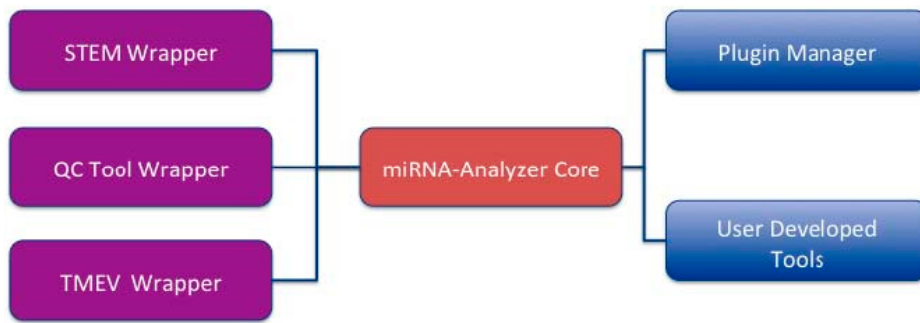 STEM Wrapper
Plugin Manager
QC Tool Wrapper
miRNA-Analyzer Core
User Developed
Tools
TMEV Wrapper